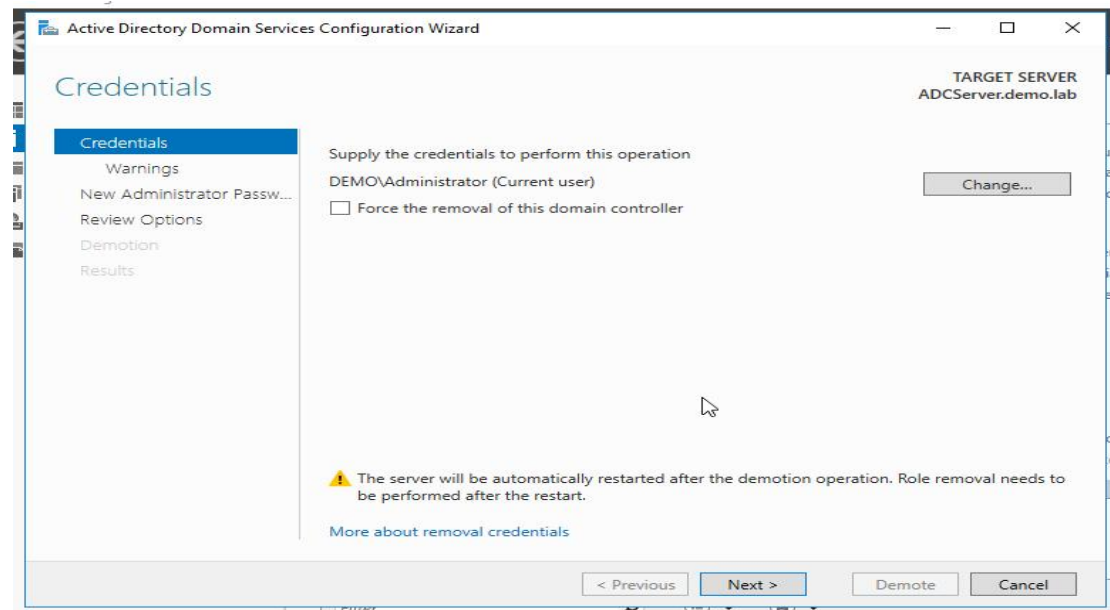 Active Directory Domain Services Configuration Wizard
Credentials
TARGET SERVER
ADCServer.demo.lab
Credentials
Warnings
New Administrator Passw...
Review Options
Demotion
Results
Supply the credentials to perform this operation
DEMO\Administrator (Current user)
Change...
Force the removal of this domain controller
The server will be automatically restarted after the demotion operation. Role removal needs to
be performed after the restart.
More about removal credentials
< Previous
Next >
Demote
Cancel